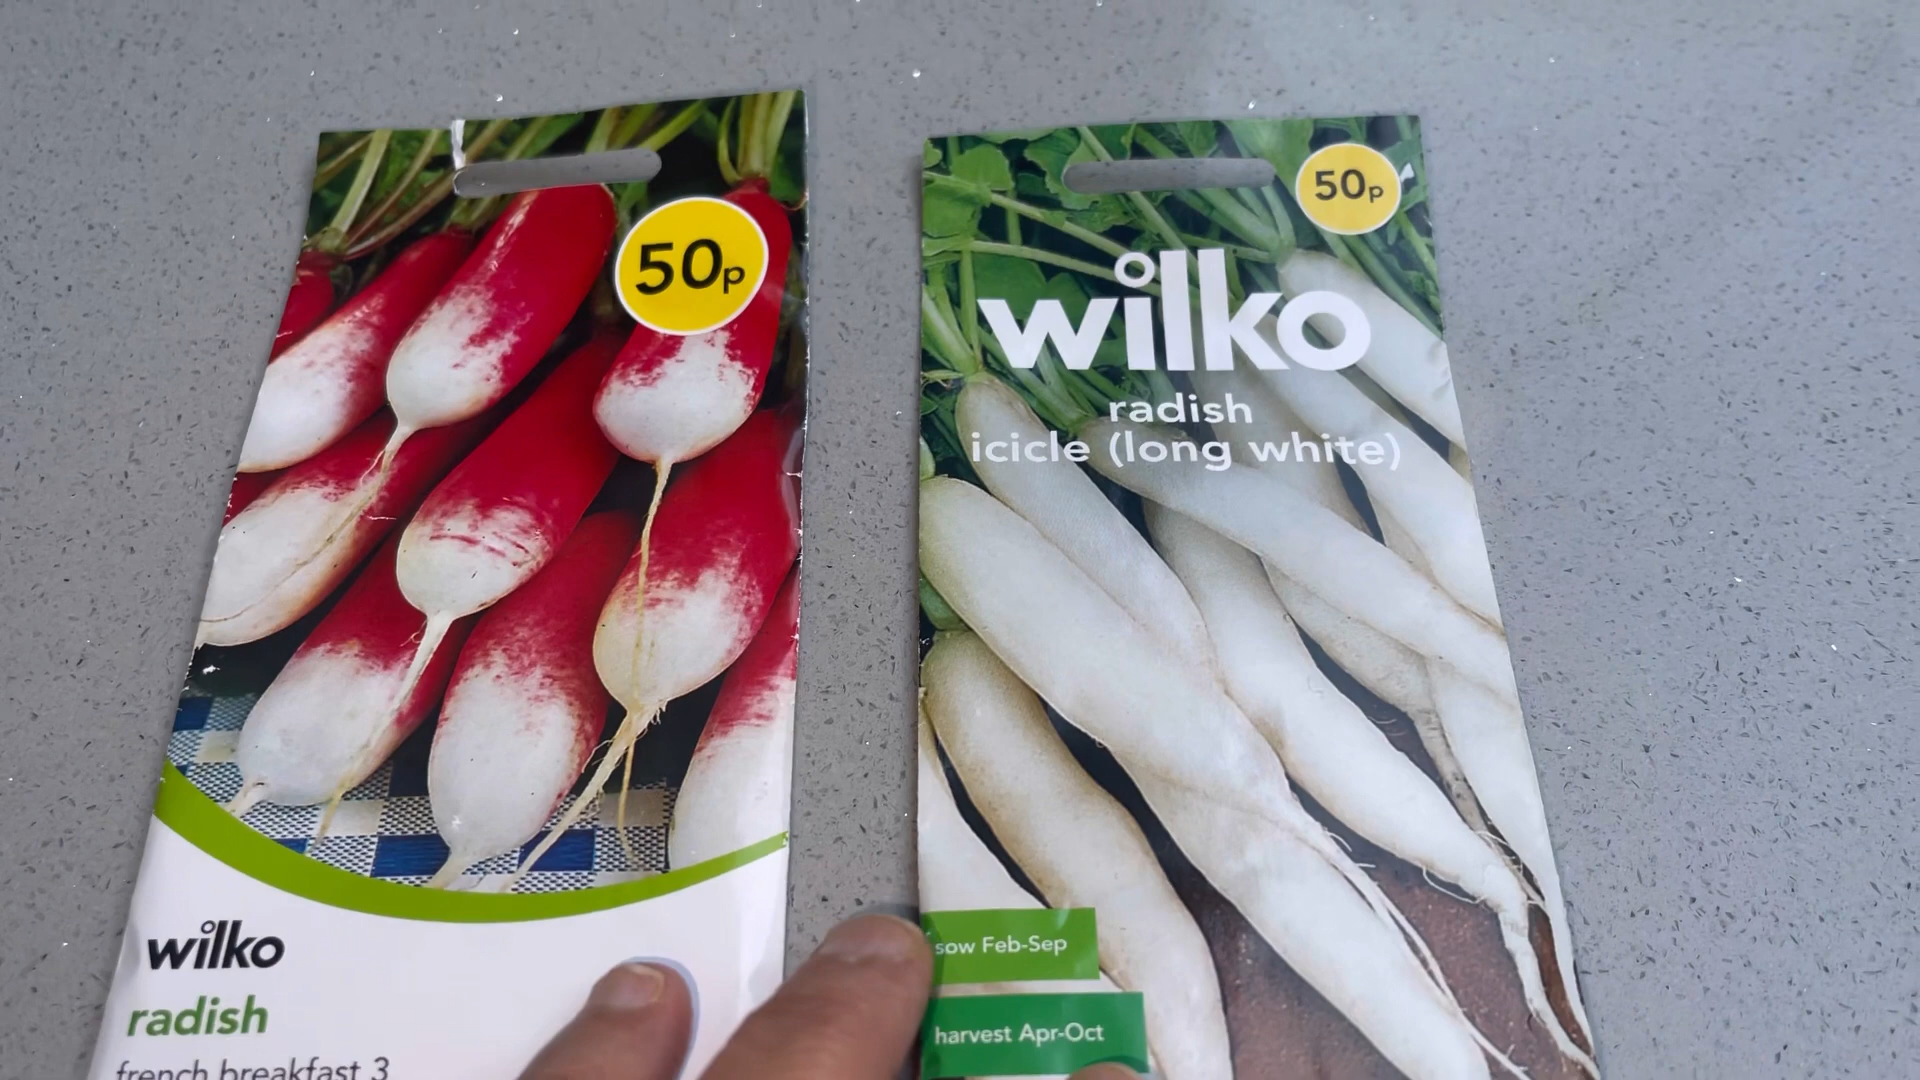 50p
wilko
radish
french breakfast 3
50p
wilko
radish
icicle (long white)
sow Feb-Sep
harvest Apr-Oct